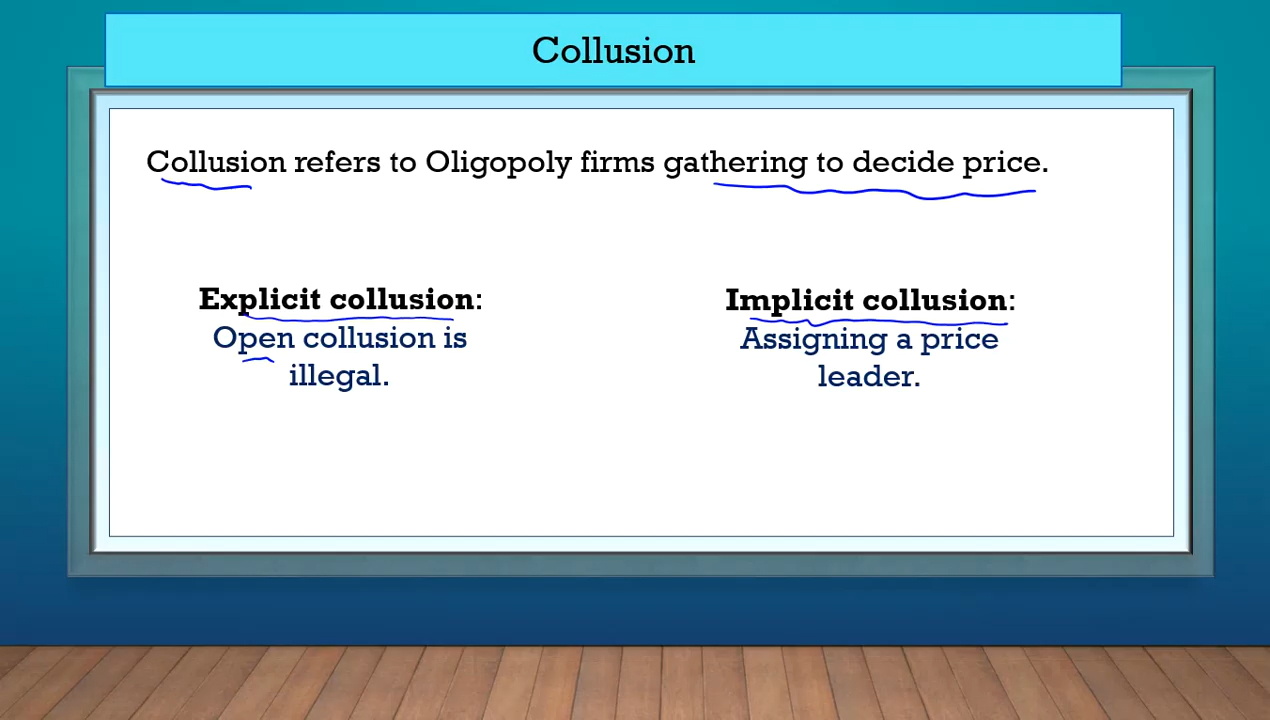 Collusion
Collusion refers to Oligopoly firms gathering to decide price.
Explicit collusion:
Open collusion is
illegal.
Implicit collusion:
Assigning a price
leader.